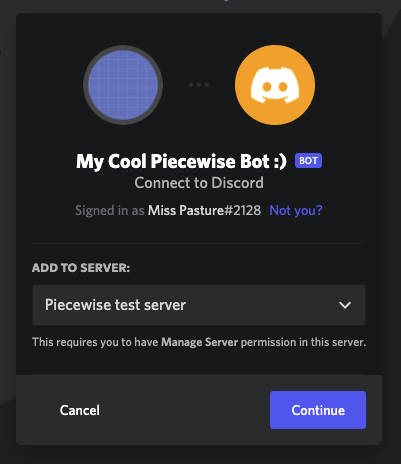 My Cool Piecewise Bot :) BOT
Connect to Discord
Signed in as Miss Pasture#2128 Not you?
ADD TO SERVER:
Piecewise test server
This requires you to have Manage Server permission in this server.
Cancel Continue